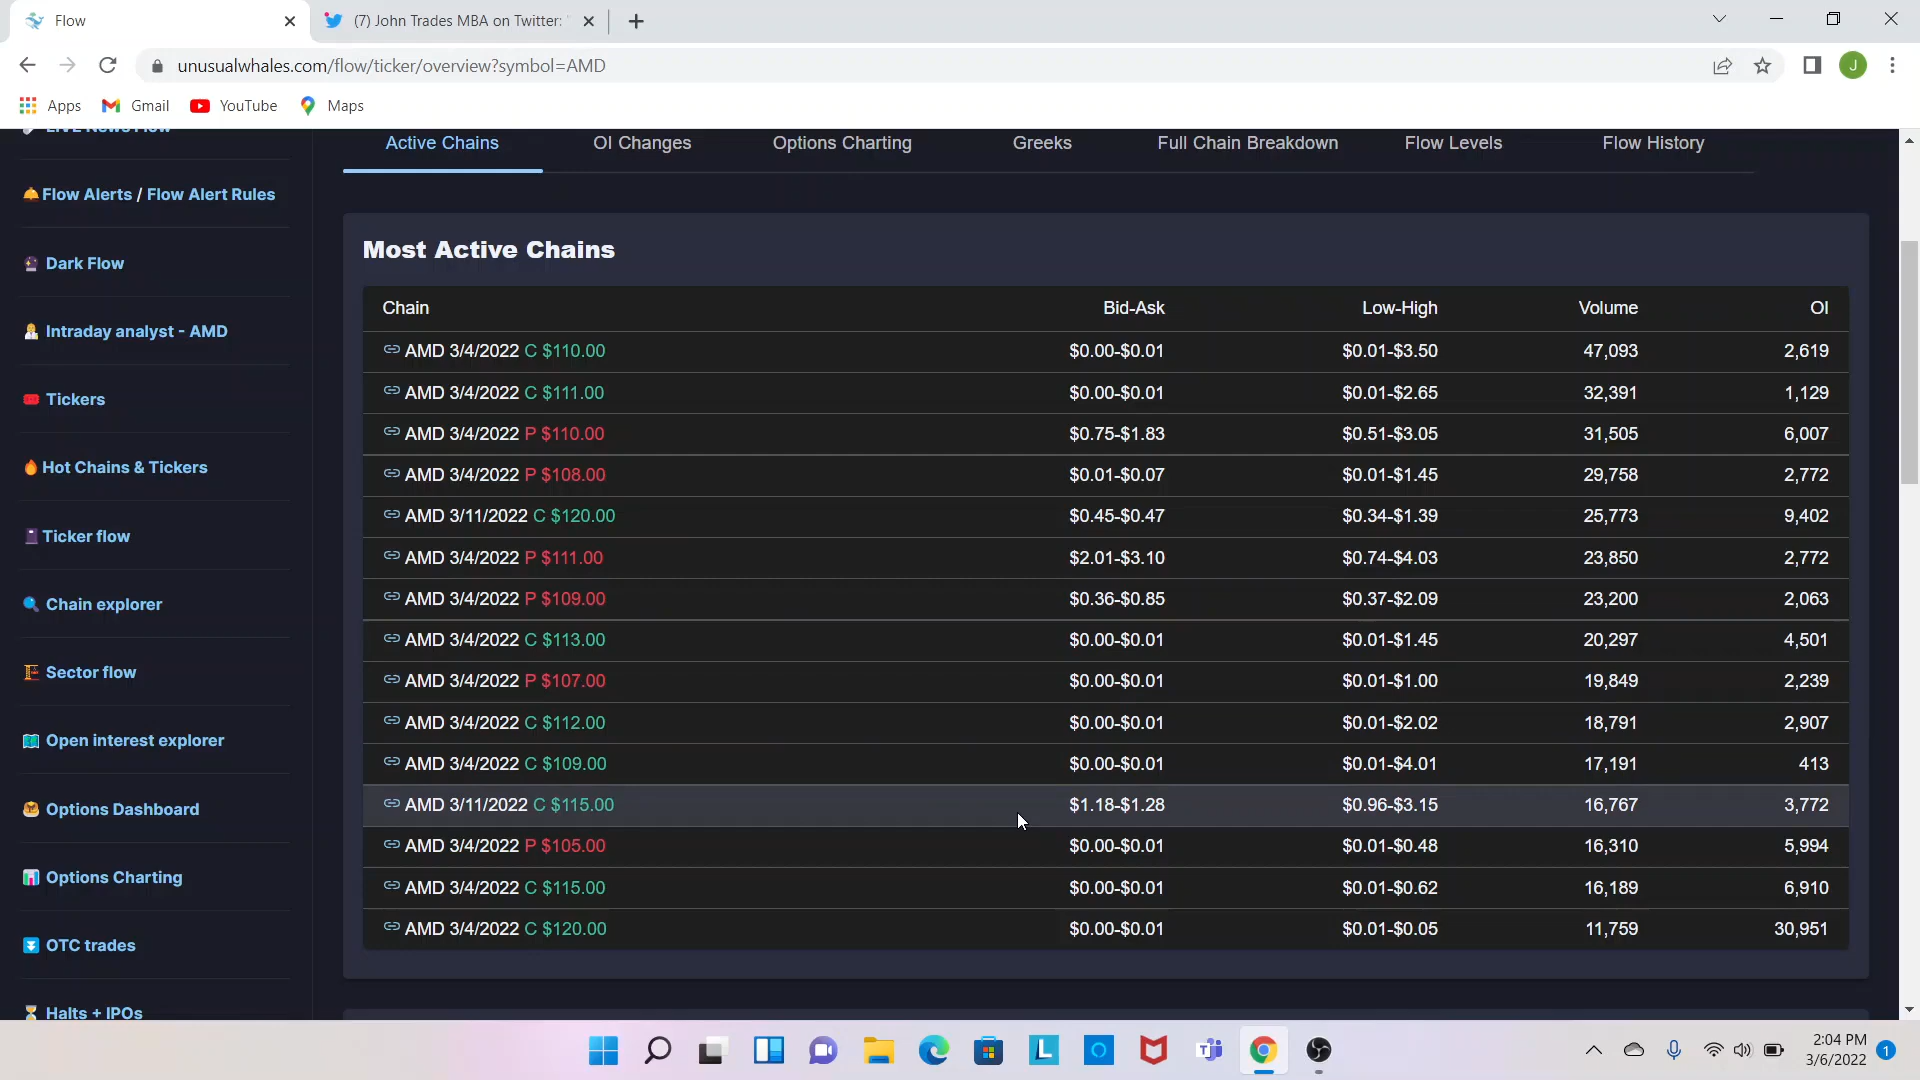 Flow
(7) John Trades MBA on Twitter: "
unusualwhales.com/flow/ticker/overview?symbol=AMD
J
Apps
Gmail
YouTube
Maps
Live News Flow
Flow Alerts / Flow Alert Rules
Dark Flow
Intraday analyst - AMD
Tickers
Hot Chains & Tickers
Ticker flow
Chain explorer
Sector flow
Open interest explorer
Options Dashboard
Options Charting
OTC trades
Halts + IPOs
Active Chains OI Changes Options Charting Greeks Full Chain Breakdown Flow Levels Flow History
Most Active Chains
Chain Bid-Ask Low-High Volume OI
AMD 3/4/2022 C $110.00 $0.00-$0.01 $0.01-$3.50 47,093 2,619
AMD 3/4/2022 C $111.00 $0.00-$0.01 $0.01-$2.65 32,391 1,129
AMD 3/4/2022 P $110.00 $0.75-$1.83 $0.51-$3.05 31,505 6,007
AMD 3/4/2022 P $108.00 $0.01-$0.07 $0.01-$1.45 29,758 2,772
AMD 3/11/2022 C $120.00 $0.45-$0.47 $0.34-$1.39 25,773 9,402
AMD 3/4/2022 P $111.00 $2.01-$3.10 $0.74-$4.03 23,850 2,772
AMD 3/4/2022 P $109.00 $0.36-$0.85 $0.37-$2.09 23,200 2,063
AMD 3/4/2022 C $113.00 $0.00-$0.01 $0.01-$1.45 20,297 4,501
AMD 3/4/2022 P $107.00 $0.00-$0.01 $0.01-$1.00 19,849 2,239
AMD 3/4/2022 C $112.00 $0.00-$0.01 $0.01-$2.02 18,791 2,907
AMD 3/4/2022 C $109.00 $0.00-$0.01 $0.01-$4.01 17,191 413
AMD 3/11/2022 C $115.00 $1.18-$1.28 $0.96-$3.15 16,767 3,772
AMD 3/4/2022 P $105.00 $0.00-$0.01 $0.01-$0.48 16,310 5,994
AMD 3/4/2022 C $115.00 $0.00-$0.01 $0.01-$0.62 16,189 6,910
AMD 3/4/2022 C $120.00 $0.00-$0.01 $0.01-$0.05 11,759 30,951
L
2:04 PM
3/6/2022
1